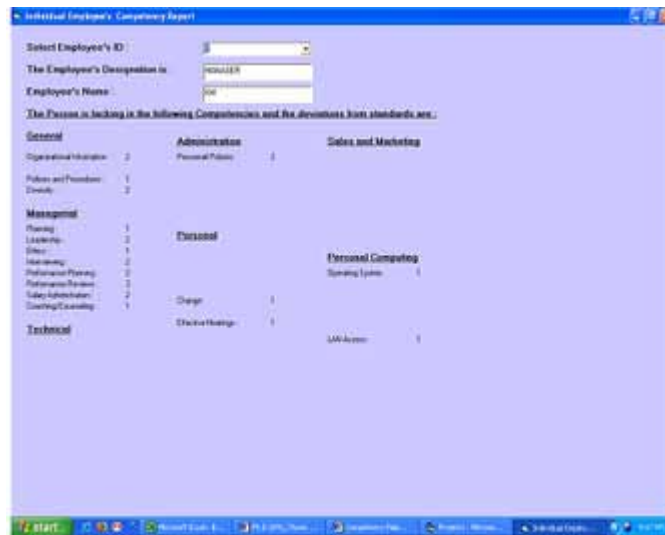 Individual Employee's Competency Report
Select Employee's ID :
The Employee's Designation is :
MANAGER
Employee's Name :
The Person is lacking in the following Competencies and the deviations from standards are :
General
Organisational Information 2
Policies and Procedures 1
Diversity 2
Managerial
Planning 1
Leadership 2
Ethics 1
Interviewing 2
Performance Planning 2
Performance Reviews 3
Salary Administration 2
Coaching/Counseling 1
Technical
Administration
Personnel Policies 3
Personal
Change 1
Effective Meetings 1
Sales and Marketing
Personal Computing
Operating System 1
LAN Access 1
start